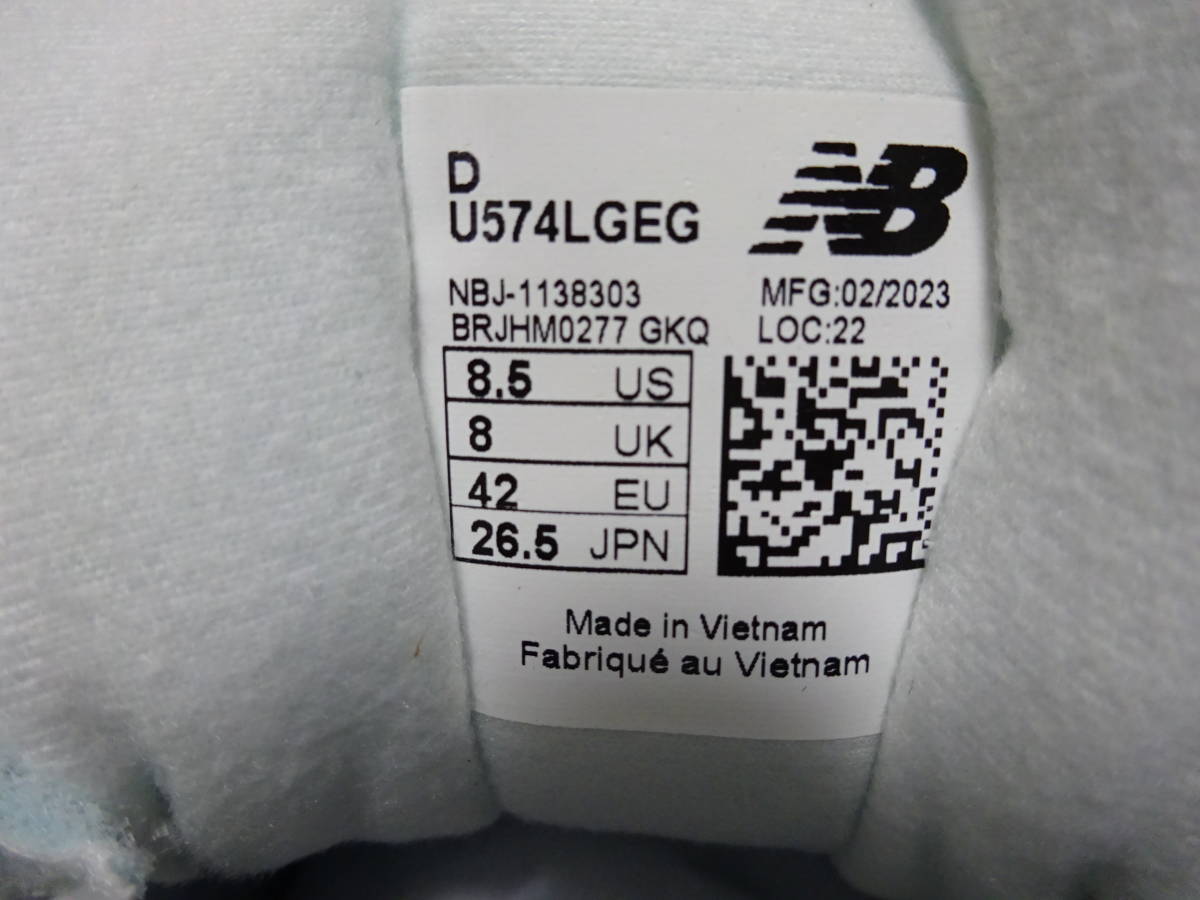 D
U574LGEG
NB
NBJ-1138303
BRJHM0277 GKQ
MFG:02/2023
LOC:22
8.5 US
8 UK
42 EU
26.5 JPN
Made in Vietnam
Fabriqué au Vietnam